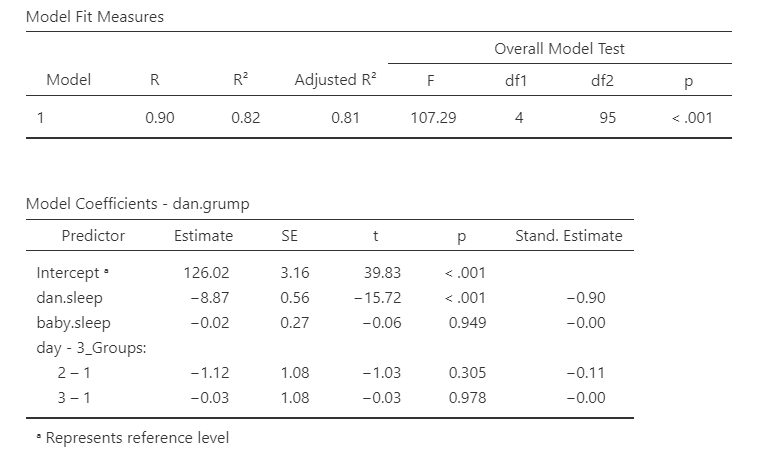 Model Fit Measures
Overall Model Test
Model R R² Adjusted R² F df1 df2 p
1 0.90 0.82 0.81 107.29 4 95 < .001
Model Coefficients - dan.grump
Predictor Estimate SE t p Stand. Estimate
Intercept ᵃ 126.02 3.16 39.83 < .001
dan.sleep −8.87 0.56 −15.72 < .001 −0.90
baby.sleep −0.02 0.27 −0.06 0.949 −0.00
day - 3_Groups:
2 – 1 −1.12 1.08 −1.03 0.305 −0.11
3 – 1 −0.03 1.08 −0.03 0.978 −0.00
ᵃ Represents reference level